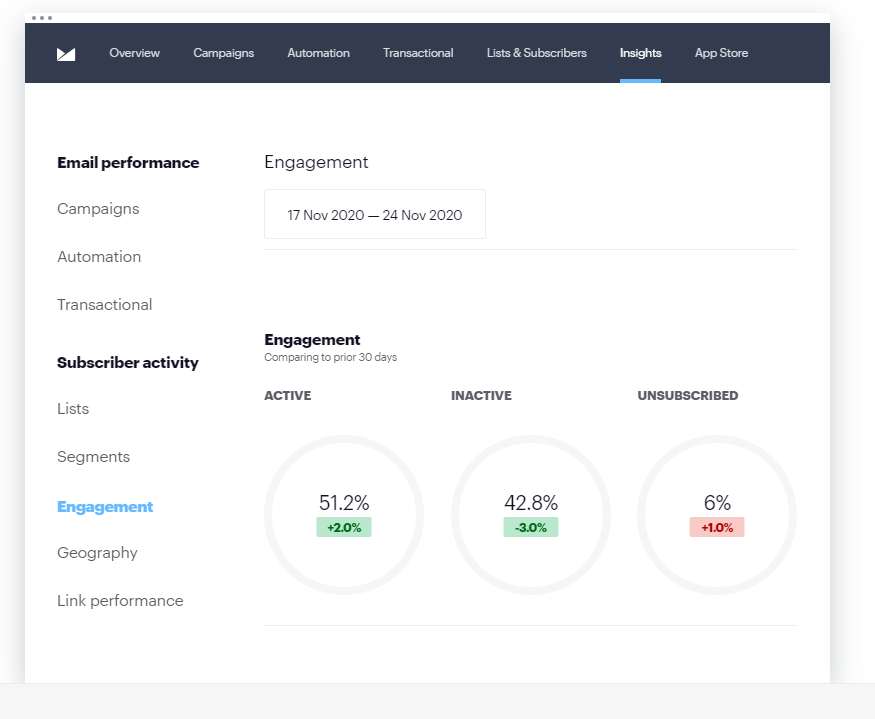 Overview Campaigns Automation Transactional Lists & Subscribers Insights App Store
Email performance
Campaigns
Automation
Transactional
Subscriber activity
Lists
Segments
Engagement
Geography
Link performance
Engagement
17 Nov 2020 — 24 Nov 2020
Engagement
Comparing to prior 30 days
ACTIVE INACTIVE UNSUBSCRIBED
51.2% 42.8% 6%
+2.0% -3.0% +1.0%